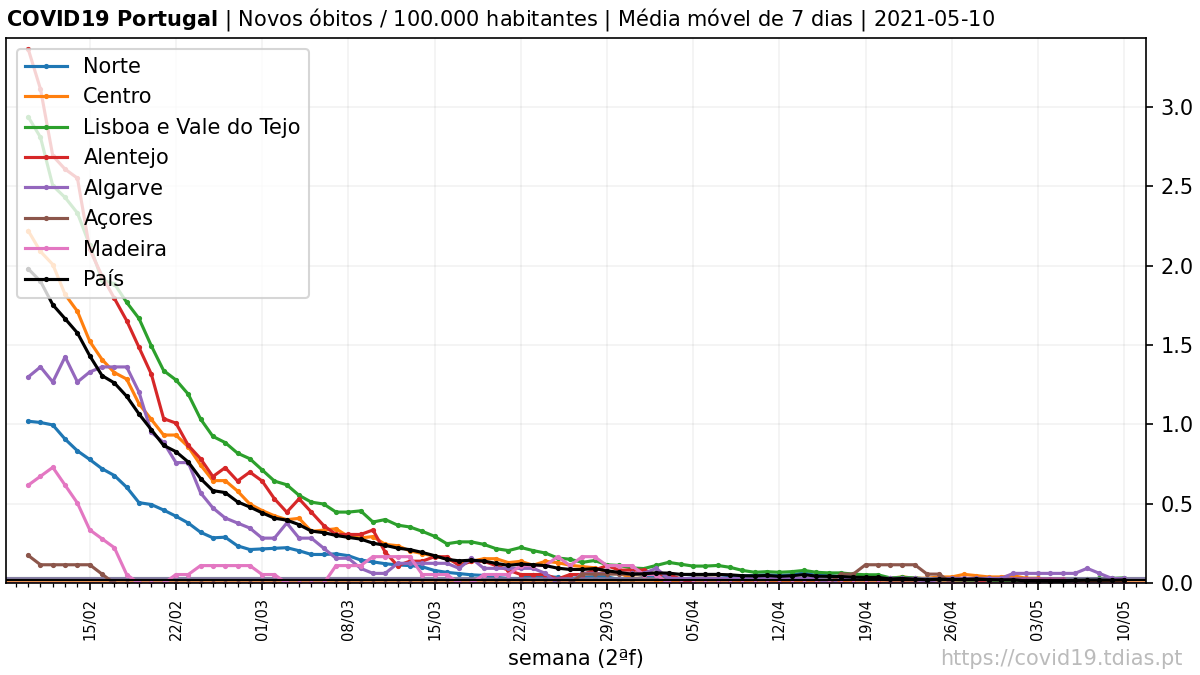 COVID19 Portugal | Novos óbitos / 100.000 habitantes | Média móvel de 7 dias | 2021-05-10
Norte
Centro
Lisboa e Vale do Tejo
Alentejo
Algarve
Açores
Madeira
País
3.0
2.5
2.0
1.5
1.0
0.5
0.0
15/02
22/02
01/03
08/03
15/03
22/03
29/03
05/04
12/04
19/04
26/04
03/05
10/05
semana (2ªf)
https://covid19.tdias.pt